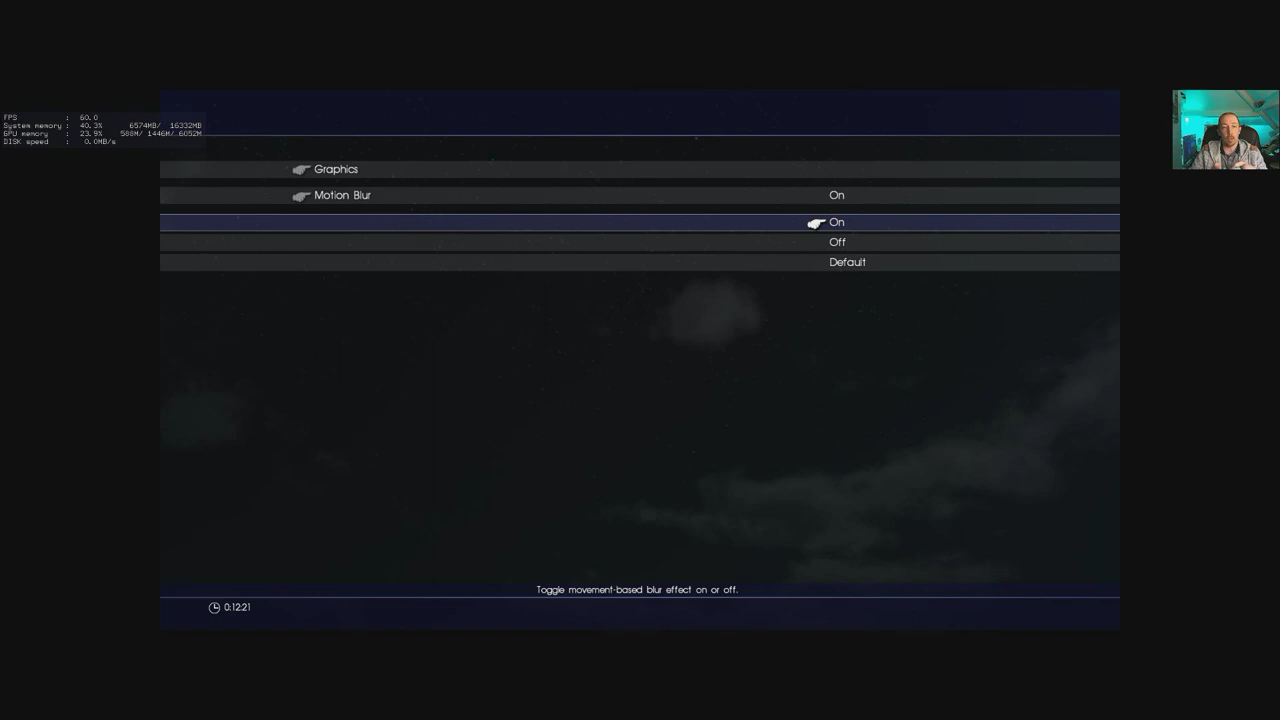 FPS : 60.0
System memory : 40.3% 6574MB/ 16332MB
GPU memory : 23.9% 588M/ 1446M/ 6052M
DISK speed : 0.0MB/s
Graphics
Motion Blur On
On
Off
Default
Toggle movement-based blur effect on or off.
0:12:21